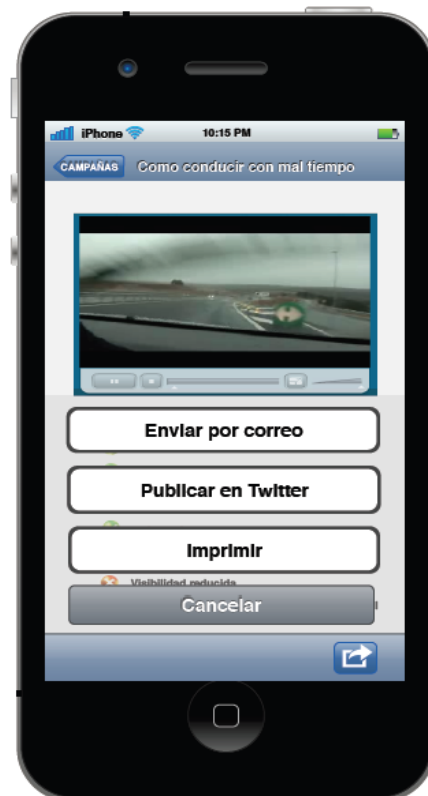 iPhone
10:15 PM
CAMPAÑAS
Como conducir con mal tiempo
Enviar por correo
Publicar en Twitter
Imprimir
Visibilidad reducida
Cancelar